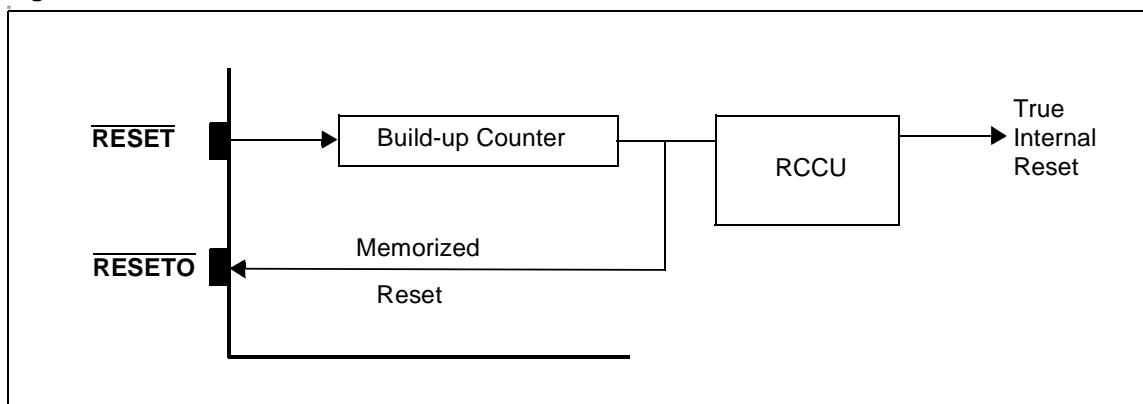 RESET
Build-up Counter
RCCU
True
Internal
Reset
RESETO
Memorized
Reset